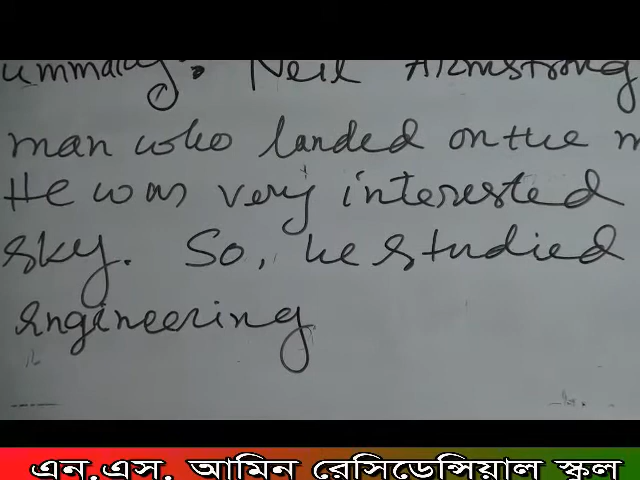 ummary: Neil Armstrong
man who landed on the m
He was very interested
sky. So, he studied
engineering
এন.এস. আমিন রেসিডেন্সিয়াল স্কুল